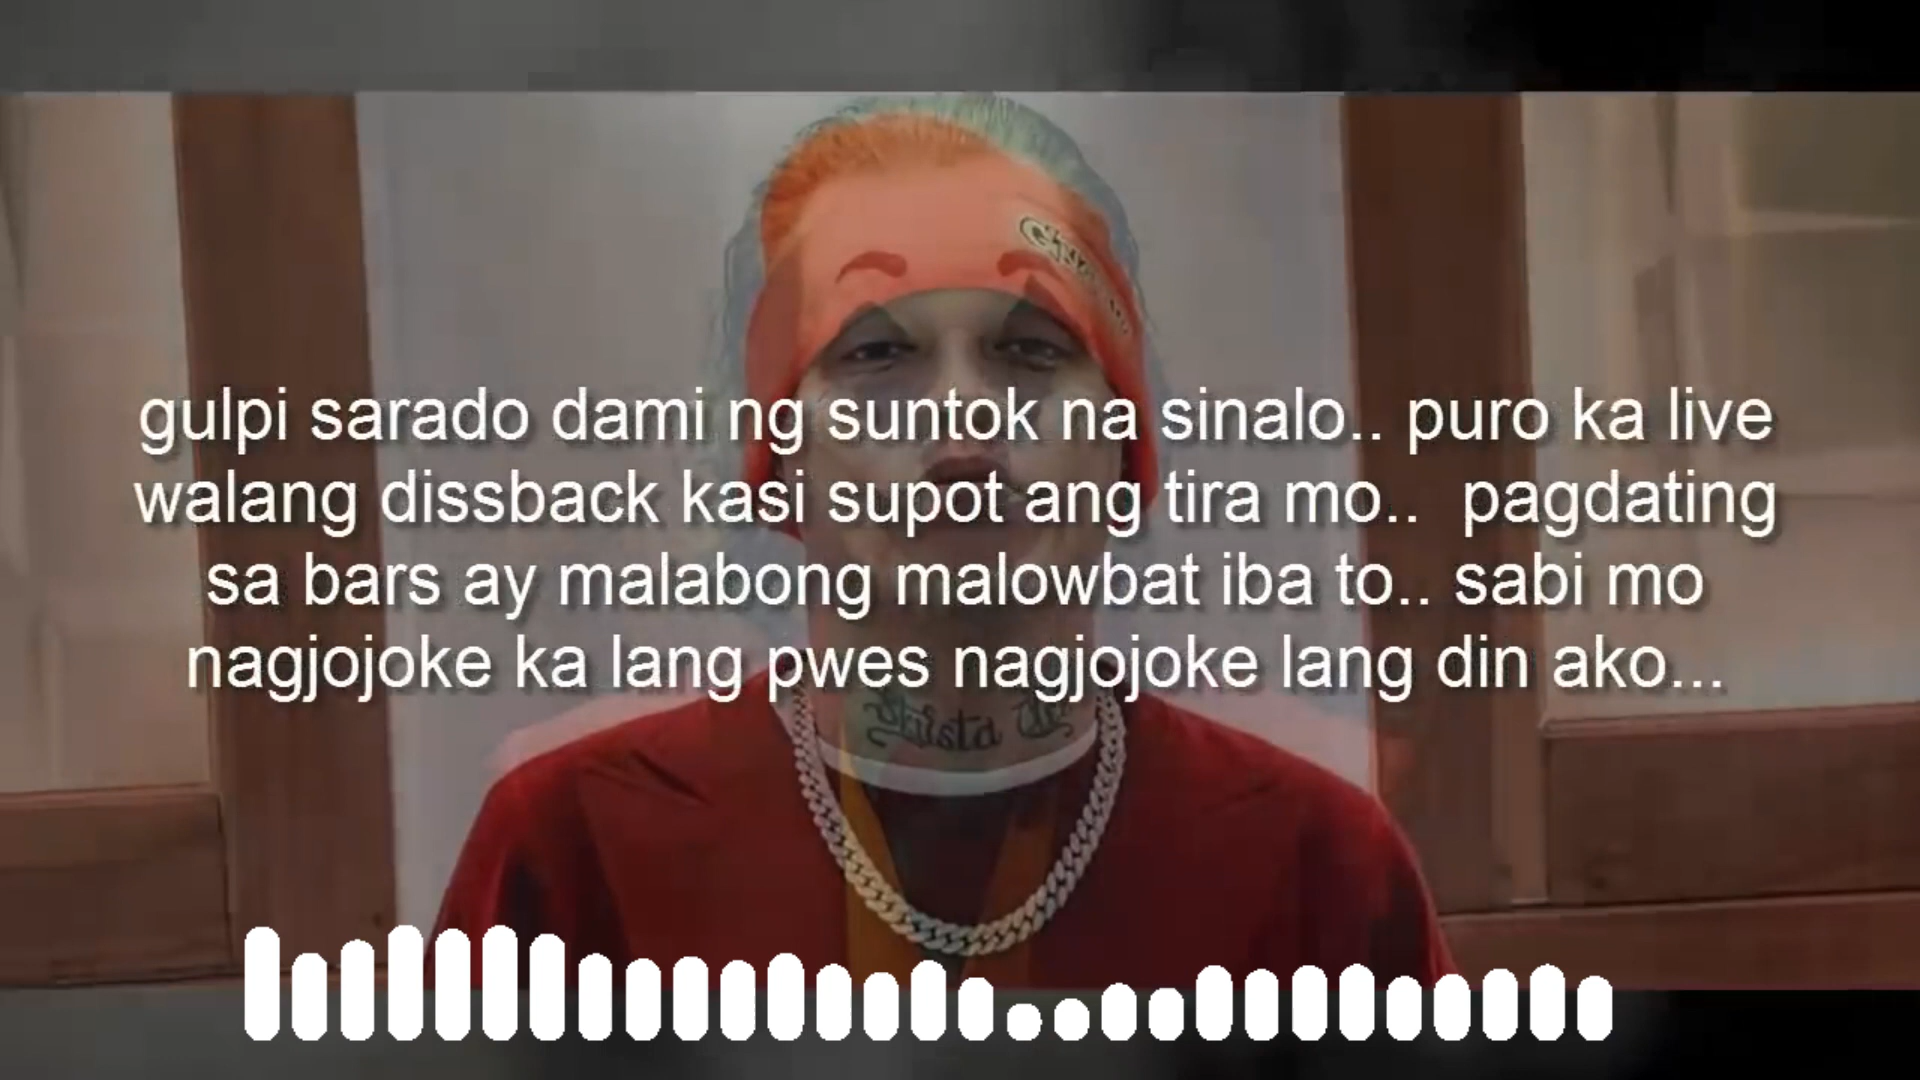 gulpi sarado dami ng suntok na sinalo.. puro ka live
walang dissback kasi supot ang tira mo.. pagdating
sa bars ay malabong malowbat iba to.. sabi mo
nagjojoke ka lang pwes nagjojoke lang din ako...